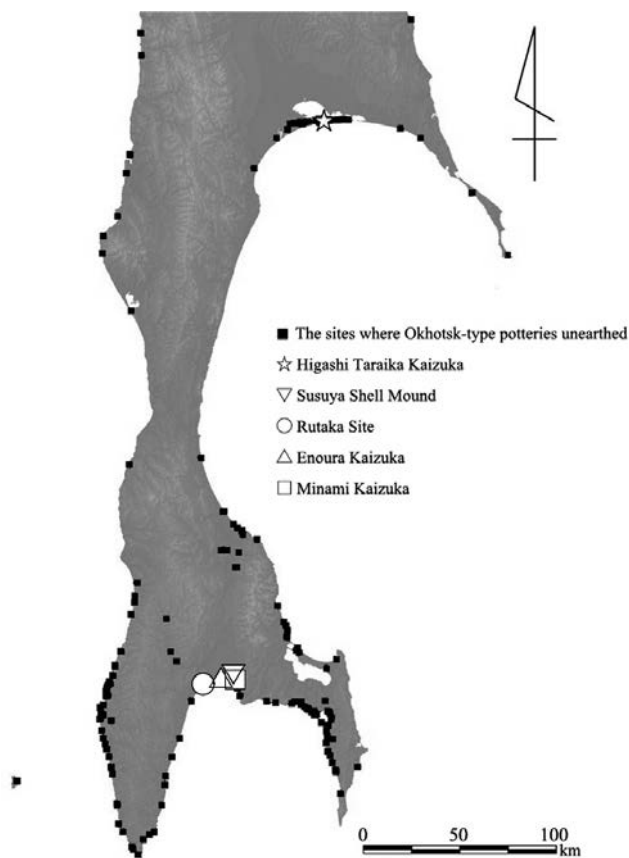 The sites where Okhotsk-type potteries unearthed
Higashi Taraika Kaizuka
Susuya Shell Mound
Rutaka Site
Enoura Kaizuka
Minami Kaizuka
0 50 100
km